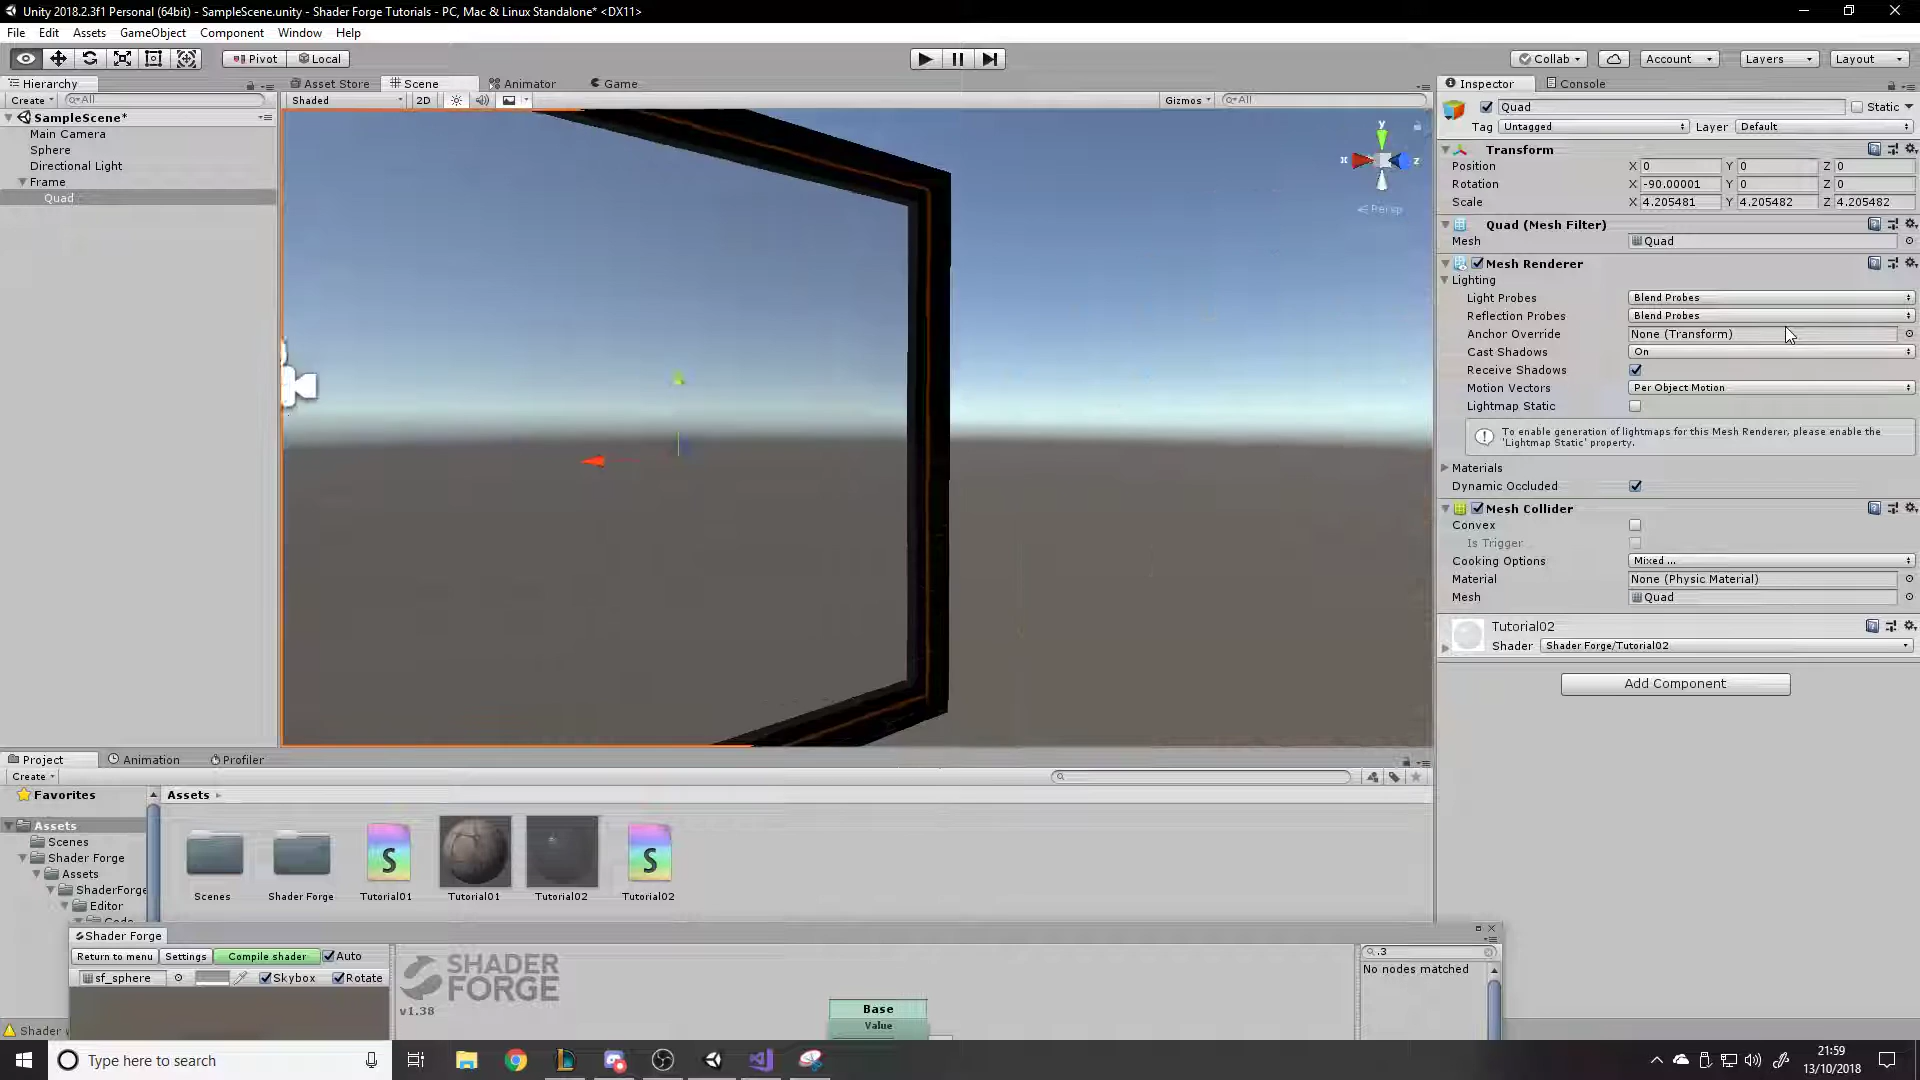 Unity 2018.2.3f1 Personal (64bit) - SampleScene.unity - Shader Forge Tutorials - PC, Mac & Linux Standalone* <DX11>
File Edit Assets GameObject Component Window Help
Pivot Local Collab Account Layers Layout
Hierarchy Asset Store Scene Animator Game Inspector Console
Create All Shaded 2D Gizmos All Quad Static
SampleScene*
Tag Untagged Layer Default
Main Camera
Sphere
Directional Light
Frame
Quad
y
x
z
Persp
Transform
Position X 0 Y 0 Z 0
Rotation X -90.00001 Y 0 Z 0
Scale X 4.205481 Y 4.205482 Z 4.205482
Quad (Mesh Filter)
Mesh Quad
Mesh Renderer
Lighting
Light Probes Blend Probes
Reflection Probes Blend Probes
Anchor Override None (Transform)
Cast Shadows On
Receive Shadows
Motion Vectors Per Object Motion
Lightmap Static
To enable generation of lightmaps for this Mesh Renderer, please enable the
'Lightmap Static' property.
Materials
Dynamic Occluded
Mesh Collider
Convex
Is Trigger
Cooking Options Mixed ...
Material None (Physic Material)
Mesh Quad
Tutorial02
Shader Shader Forge/Tutorial02
Add Component
Project Animation Profiler
Create
Favorites
Assets
Assets
Scenes
Shader Forge
Assets
ShaderForge
Editor
Code
S S
Scenes Shader Forge Tutorial01 Tutorial01 Tutorial02 Tutorial02
Shader Forge
Return to menu Settings Compile shader Auto
sf_sphere Skybox Rotate
SHADER
FORGE
v1.38
Base
Value
.3
No nodes matched
Shader
Type here to search
21:59
13/10/2018